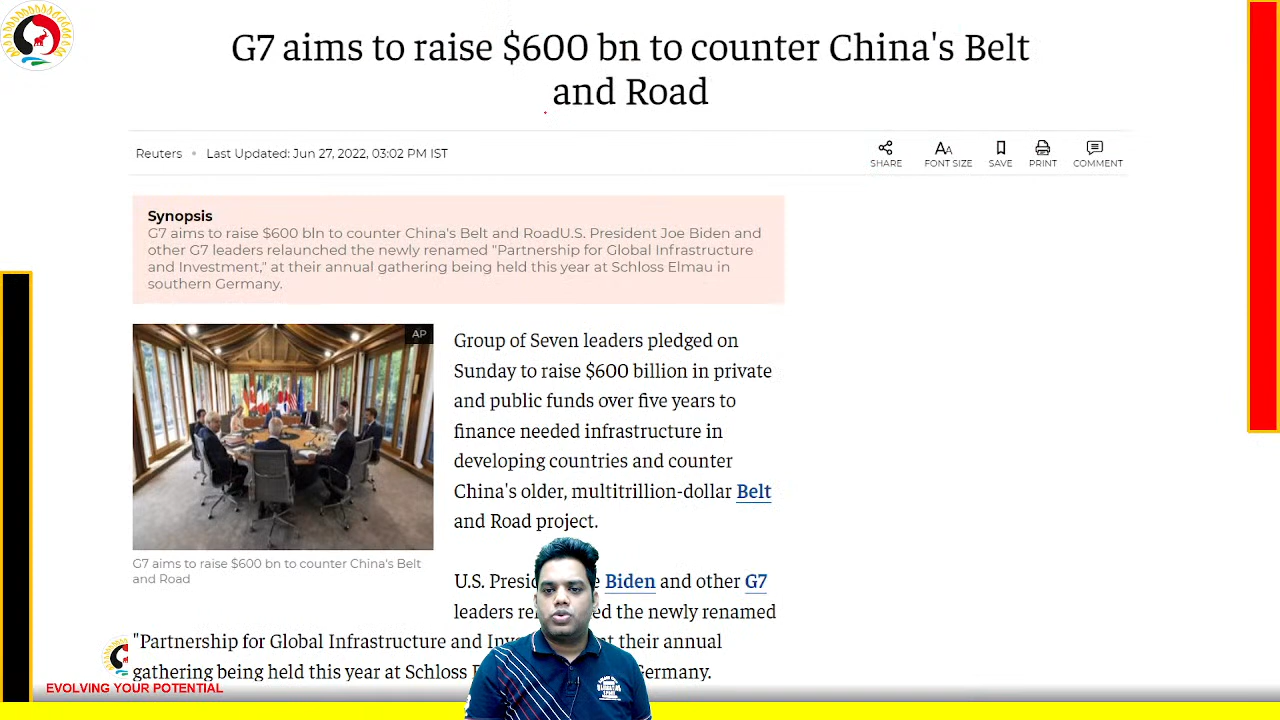 G7 aims to raise $600 bn to counter China's Belt
and Road
Reuters • Last Updated: Jun 27, 2022, 03:02 PM IST
SHARE
FONT SIZE
SAVE
PRINT
COMMENT
Synopsis
G7 aims to raise $600 bln to counter China's Belt and RoadU.S. President Joe Biden and
other G7 leaders relaunched the newly renamed "Partnership for Global Infrastructure
and Investment," at their annual gathering being held this year at Schloss Elmau in
southern Germany.
AP
G7 aims to raise $600 bn to counter China's Belt
and Road
Group of Seven leaders pledged on
Sunday to raise $600 billion in private
and public funds over five years to
finance needed infrastructure in
developing countries and counter
China's older, multitrillion-dollar Belt
and Road project.
U.S. Biden and other G7
leaders the newly renamed
"Partnership for Global Infrastructure and their annual
gathering being held this year at Schloss
EVOLVING YOUR POTENTIAL